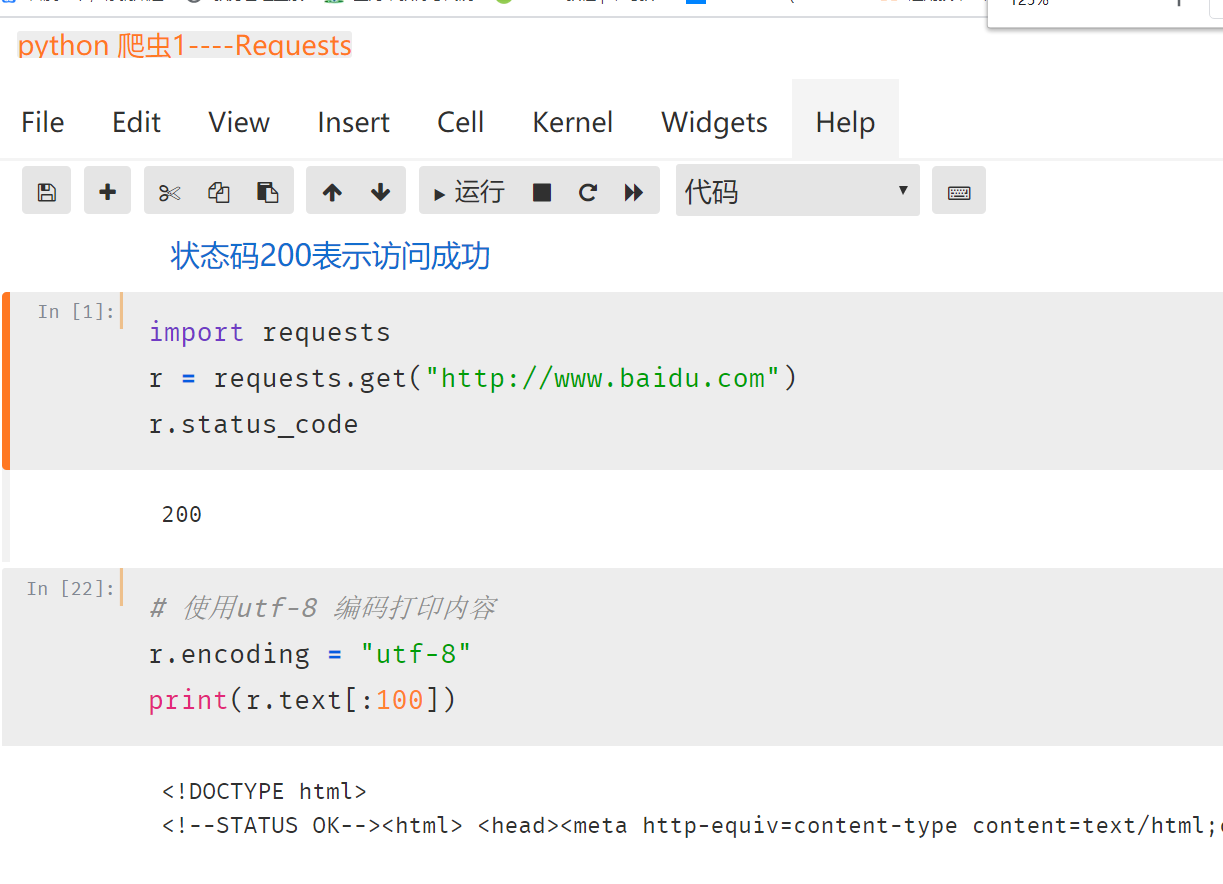 python 爬虫1----Requests
File Edit View Insert Cell Kernel Widgets Help
运行 代码
状态码200表示访问成功
In [1]:
import requests
r = requests.get("http://www.baidu.com")
r.status_code
200
In [22]:
# 使用utf-8 编码打印内容
r.encoding = "utf-8"
print(r.text[:100])
<!DOCTYPE html>
<!--STATUS OK--><html> <head><meta http-equiv=content-type content=text/html;